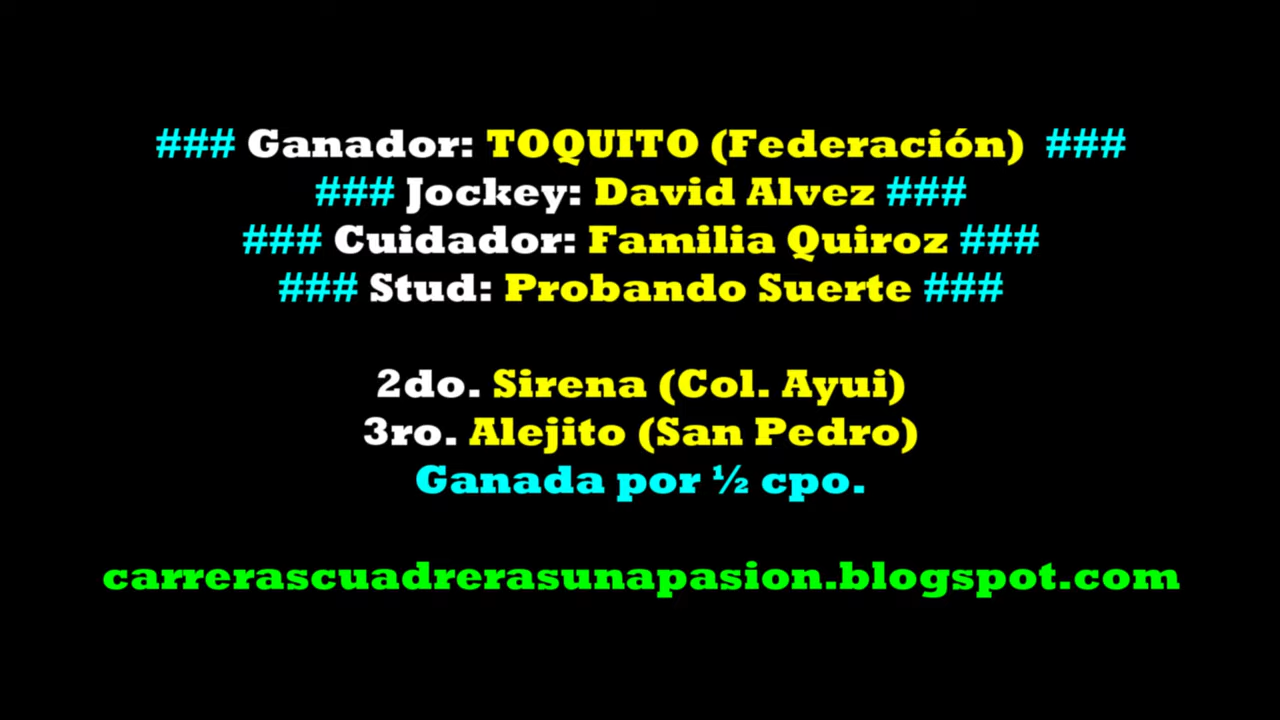 ### Ganador: TOQUITO (Federación) ###
### Jockey: David Alvez ###
### Cuidador: Familia Quiroz ###
### Stud: Probando Suerte ###
2do. Sirena (Col. Ayui)
3ro. Alejito (San Pedro)
Ganada por ½ cpo.
carrerascuadrerasunapasion.blogspot.com